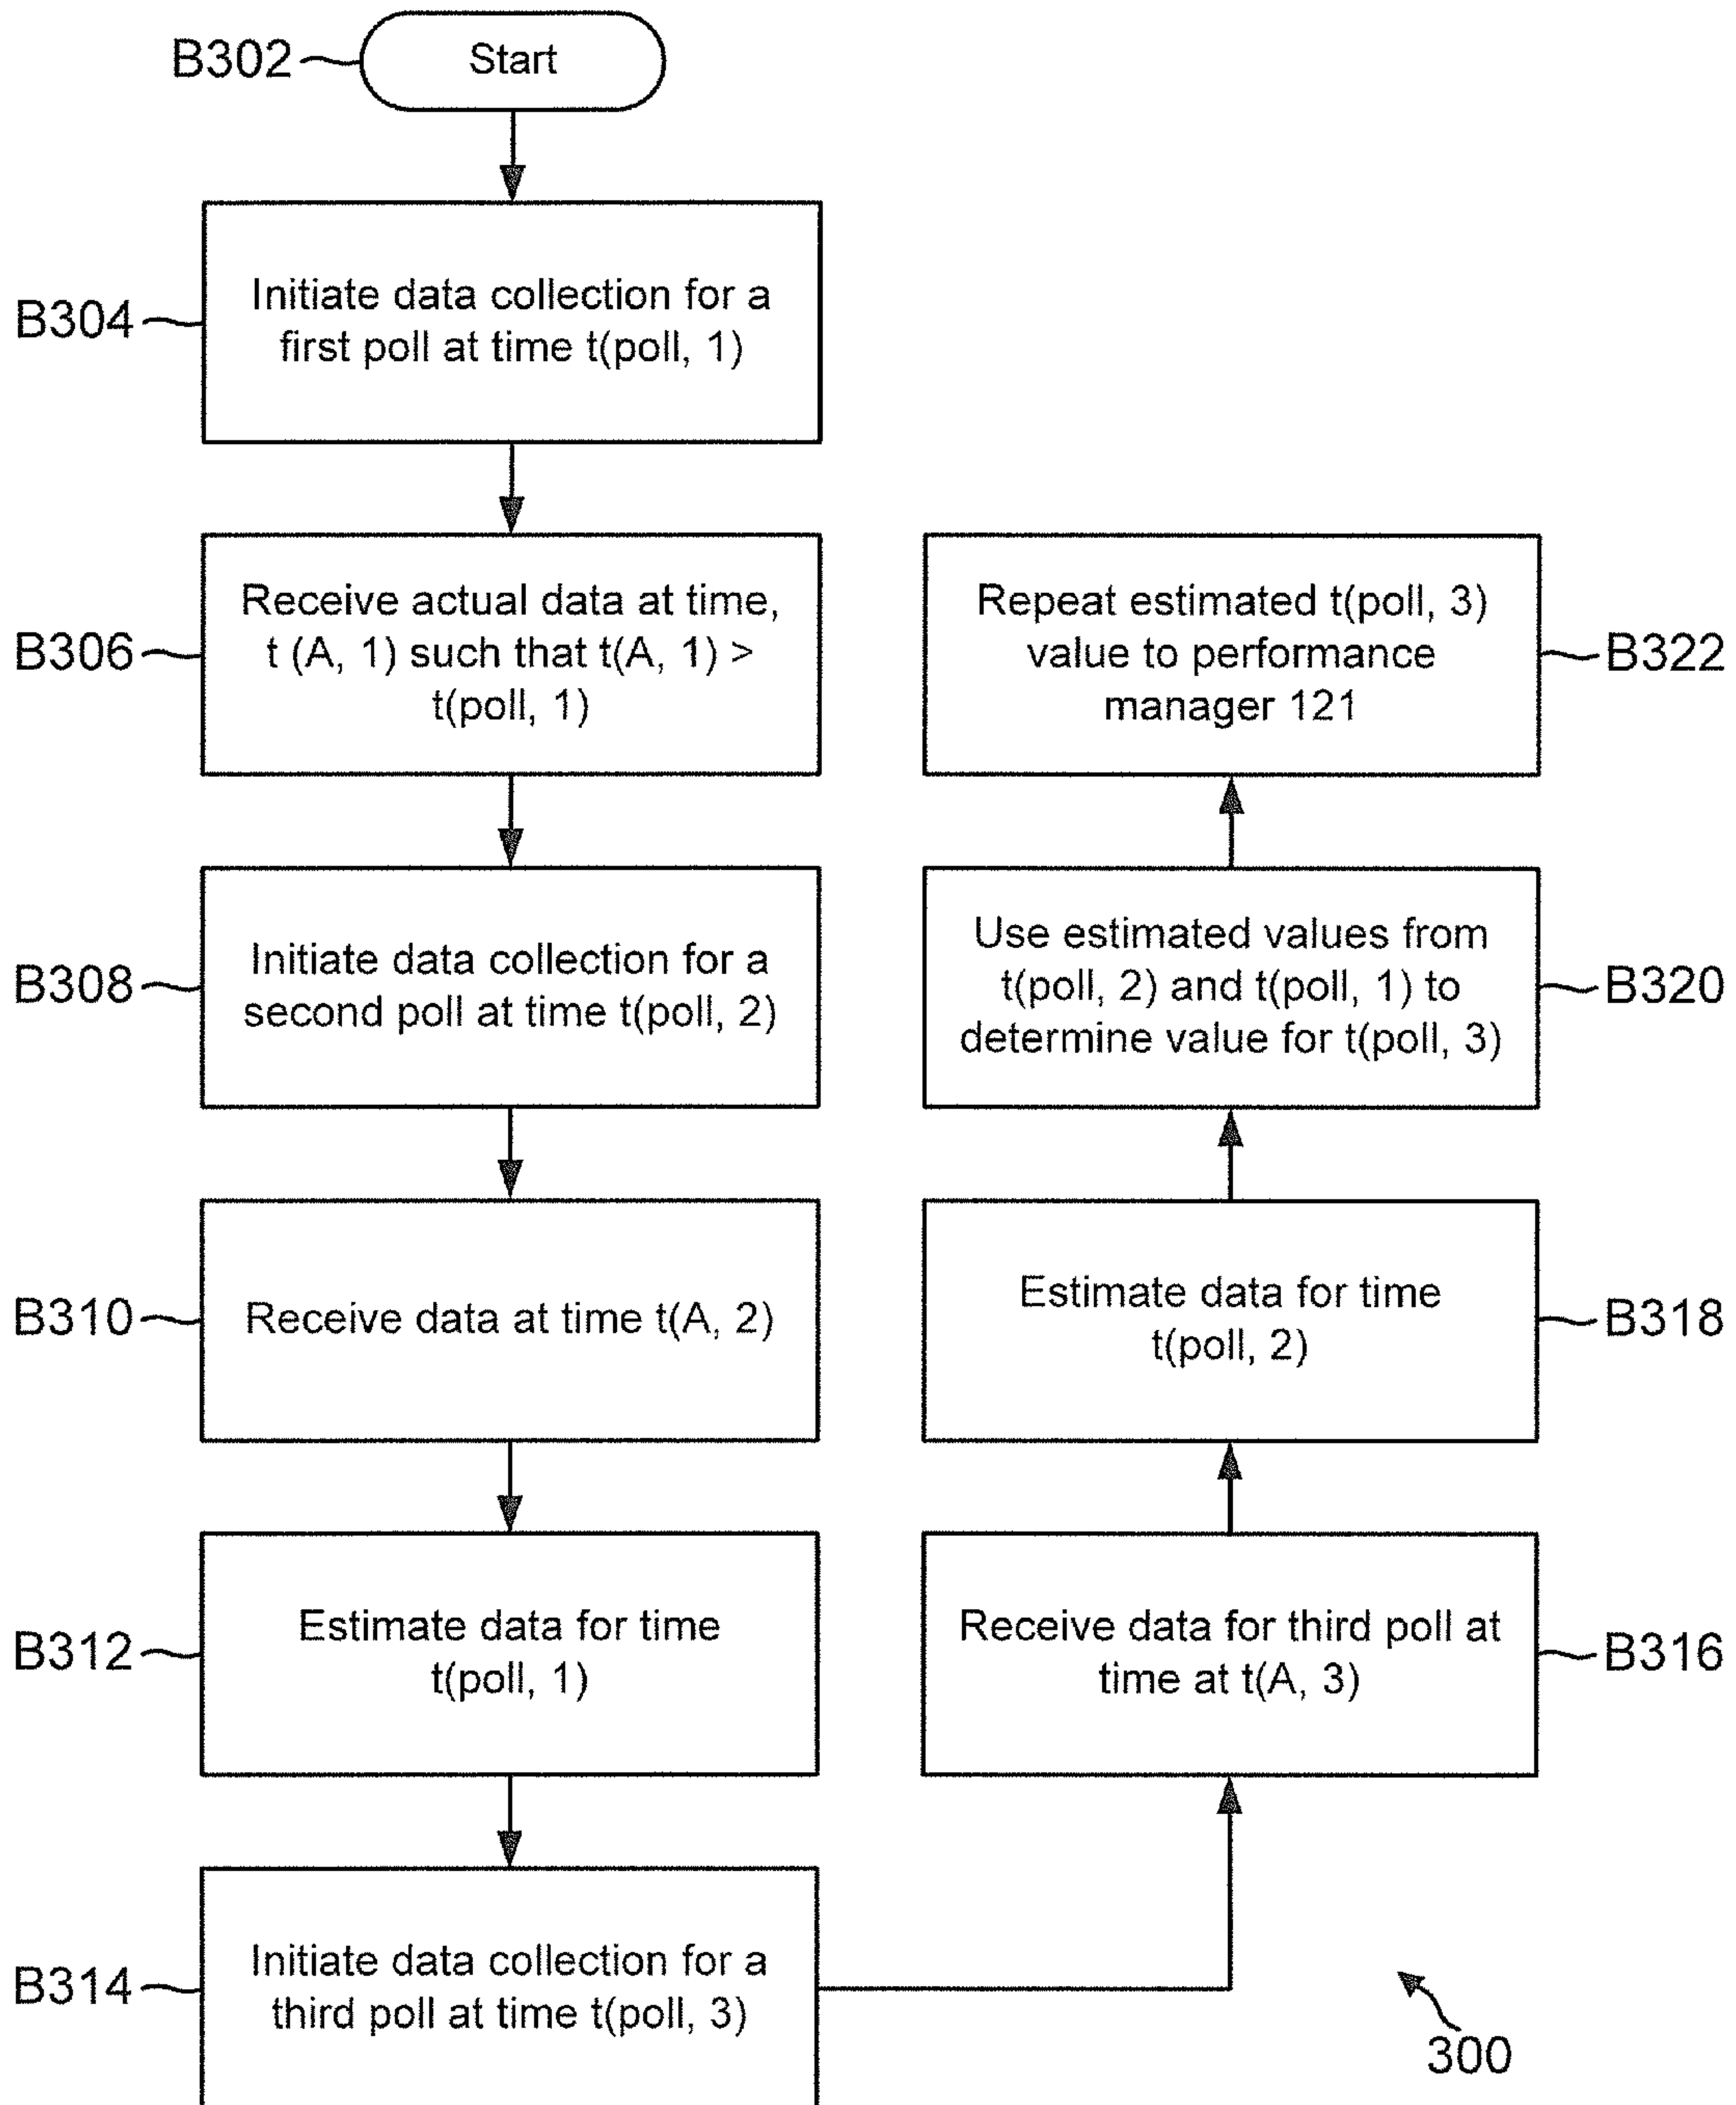 B302
Start
B304
Initiate data collection for a
first poll at time t(poll, 1)
B306
Receive actual data at time,
t (A, 1) such that t(A, 1) >
t(poll, 1)
B308
Initiate data collection for a
second poll at time t(poll, 2)
B310
Receive data at time t(A, 2)
B312
Estimate data for time
t(poll, 1)
B314
Initiate data collection for a
third poll at time t(poll, 3)
Receive data for third poll at
time at t(A, 3)
B316
Estimate data for time
t(poll, 2)
B318
Use estimated values from
t(poll, 2) and t(poll, 1) to
determine value for t(poll, 3)
B320
Repeat estimated t(poll, 3)
value to performance
manager 121
B322
300